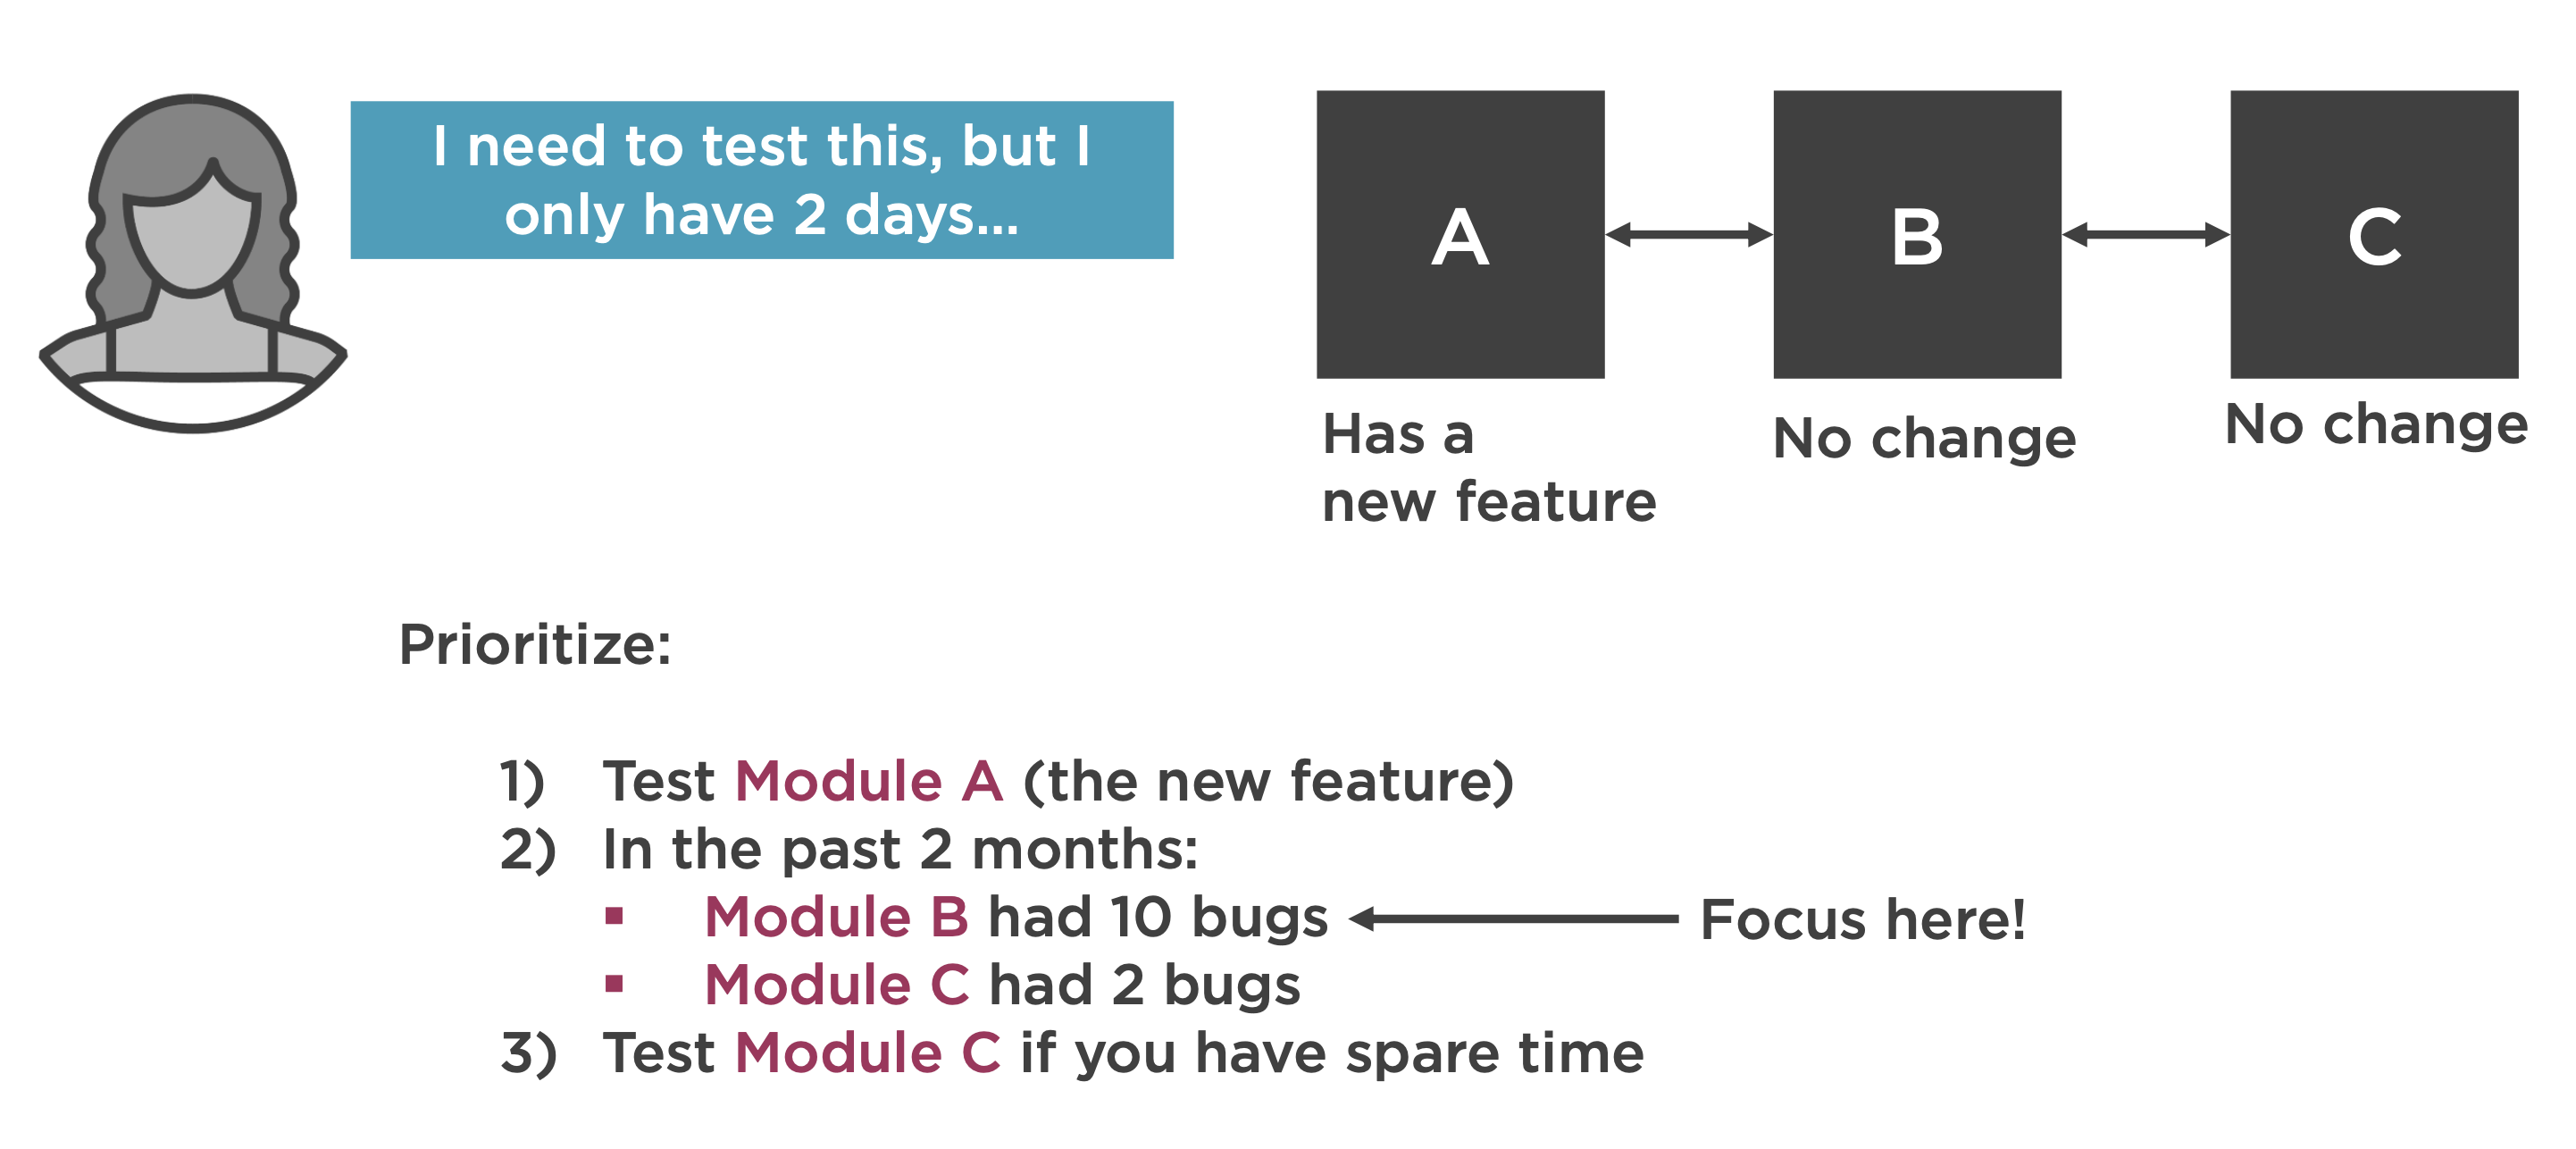 I need to test this, but I
only have 2 days...
A
B
C
Has a
new feature
No change
No change
Prioritize:
1) Test Module A (the new feature)
2) In the past 2 months:
▪ Module B had 10 bugs
Focus here!
▪ Module C had 2 bugs
3) Test Module C if you have spare time